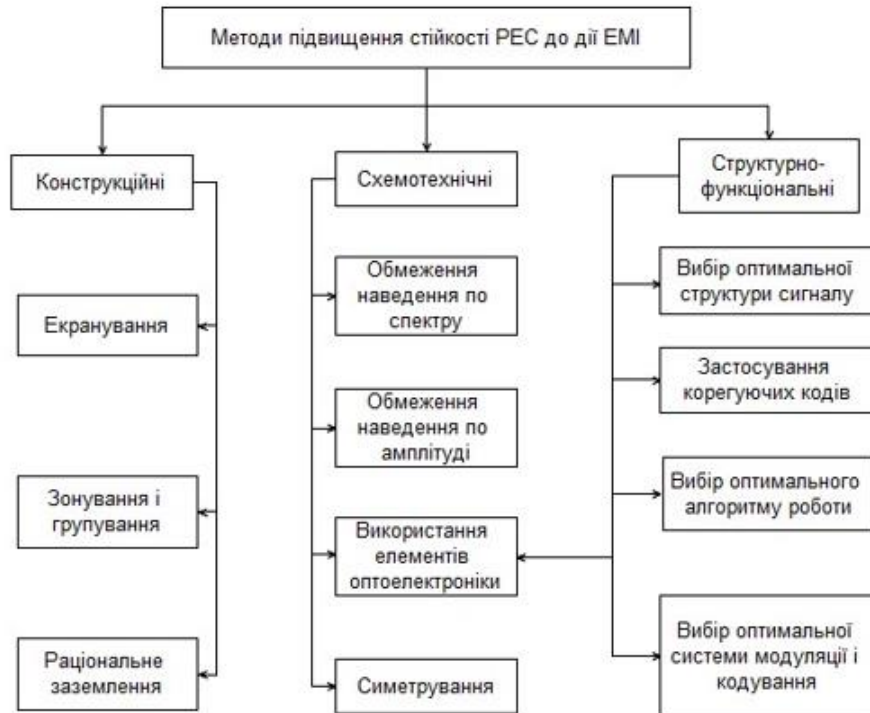 Методи підвищення стійкості РЕС до дії ЕМІ
Конструкційні
Екранування
Зонування і
групування
Раціональне
заземлення
Схемотехнічні
Обмеження
наведення по
спектру
Обмеження
наведення по
амплітуді
Використання
елементів
оптоелектроніки
Симетрування
Структурно-
функціональні
Вибір оптимальної
структури сигналу
Застосування
корегуючих кодів
Вибір оптимального
алгоритму роботи
Вибір оптимальної
системи модуляції і
кодування